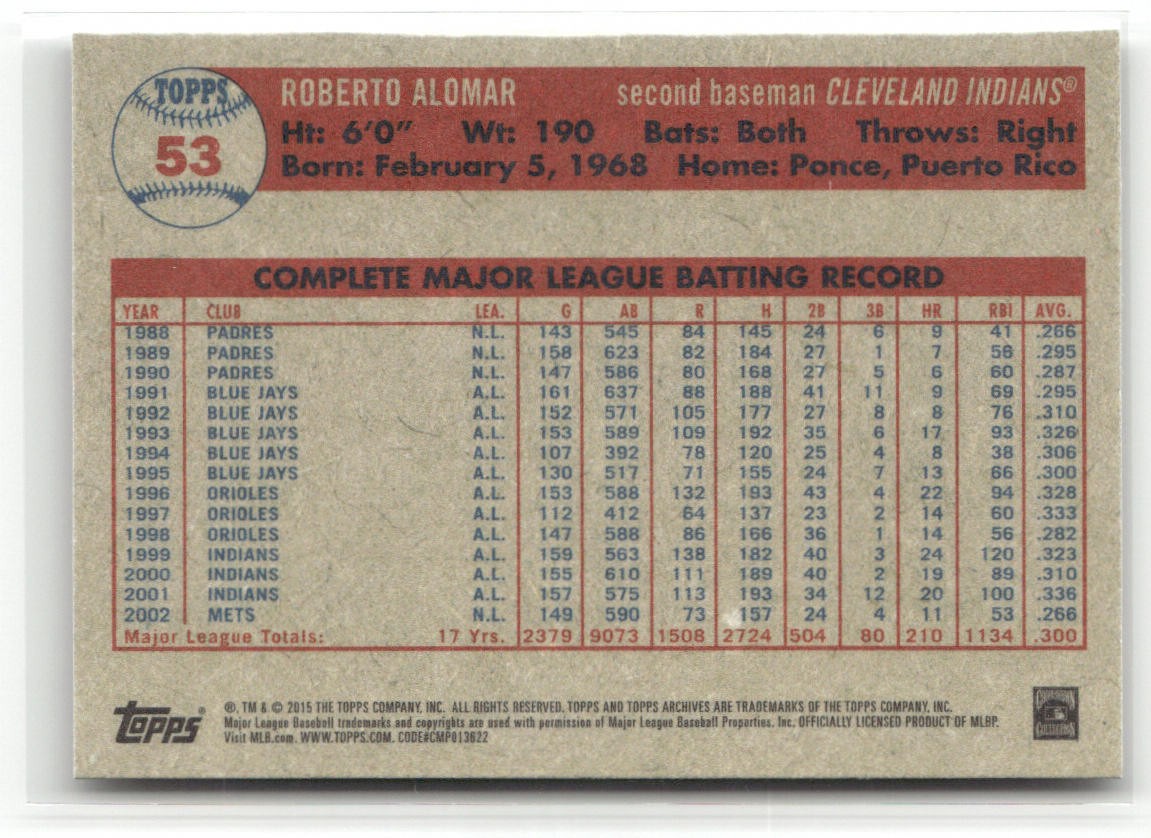 TOPPS
53
ROBERTO ALOMAR second baseman CLEVELAND INDIANS®
Ht: 6'0" Wt: 190 Bats: Both Throws: Right
Born: February 5, 1968 Home: Ponce, Puerto Rico
COMPLETE MAJOR LEAGUE BATTING RECORD
YEAR CLUB LEA. G AB R H 2B 3B HR RBI AVG.
1988 PADRES N.L. 143 545 84 145 24 6 9 41 .266
1989 PADRES N.L. 158 623 82 184 27 1 7 56 .295
1990 PADRES N.L. 147 586 80 168 27 5 6 60 .287
1991 BLUE JAYS A.L. 161 637 88 188 41 11 9 69 .295
1992 BLUE JAYS A.L. 152 571 105 177 27 8 8 76 .310
1993 BLUE JAYS A.L. 153 589 109 192 35 6 17 93 .326
1994 BLUE JAYS A.L. 107 392 78 120 25 4 8 38 .306
1995 BLUE JAYS A.L. 130 517 71 155 24 7 13 66 .300
1996 ORIOLES A.L. 153 588 132 193 43 4 22 94 .328
1997 ORIOLES A.L. 112 412 64 137 23 2 14 60 .333
1998 ORIOLES A.L. 147 588 86 166 36 1 14 56 .282
1999 INDIANS A.L. 159 563 138 182 40 3 24 120 .323
2000 INDIANS A.L. 155 610 111 189 40 2 19 89 .310
2001 INDIANS A.L. 157 575 113 193 34 12 20 100 .336
2002 METS N.L. 149 590 73 157 24 4 11 53 .266
Major League Totals: 17 Yrs. 2379 9073 1508 2724 504 80 210 1134 .300
Topps®
®, TM & © 2015 THE TOPPS COMPANY, INC. ALL RIGHTS RESERVED. TOPPS AND TOPPS ARCHIVES ARE TRADEMARKS OF THE TOPPS COMPANY, INC.
Major League Baseball trademarks and copyrights are used with permission of Major League Baseball Properties, Inc. OFFICIALLY LICENSED PRODUCT OF MLBP.
Visit MLB.com. WWW.TOPPS.COM. CODE#CMP013622
COOPERSTOWN
COLLECTION